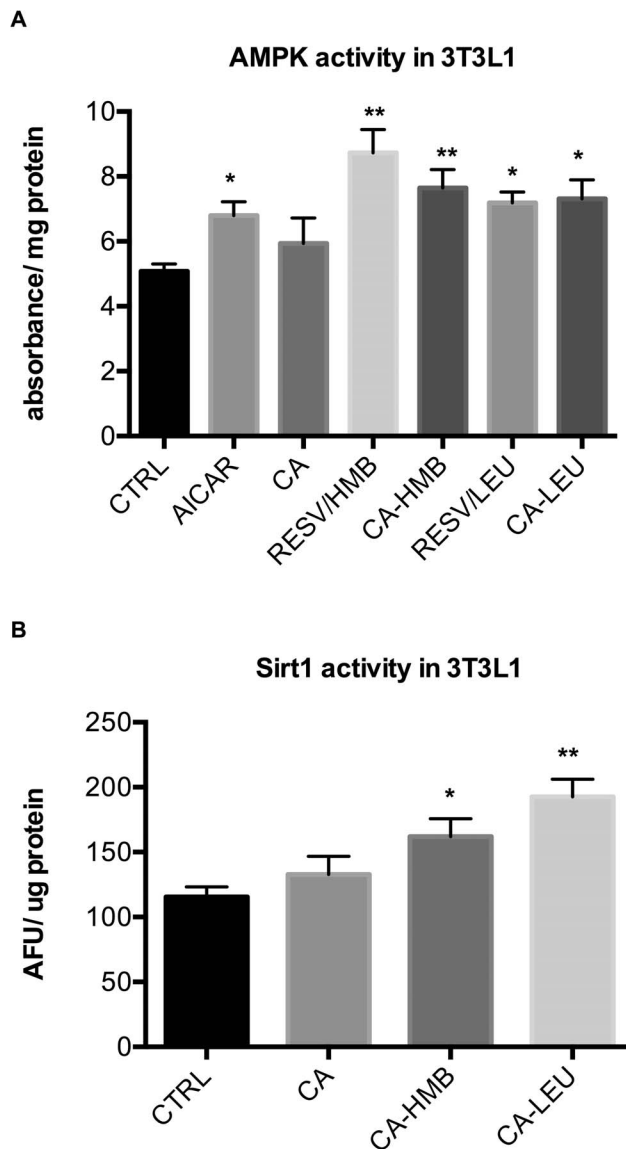 A
AMPK activity in 3T3L1
absorbance/ mg protein
10
8
6
4
2
0
*
**
**
*
*
CTRL
AICAR
CA
RESV/HMB
CA-HMB
RESV/LEU
CA-LEU
B
Sirt1 activity in 3T3L1
AFU/ ug protein
250
200
150
100
50
0
*
**
CTRL
CA
CA-HMB
CA-LEU